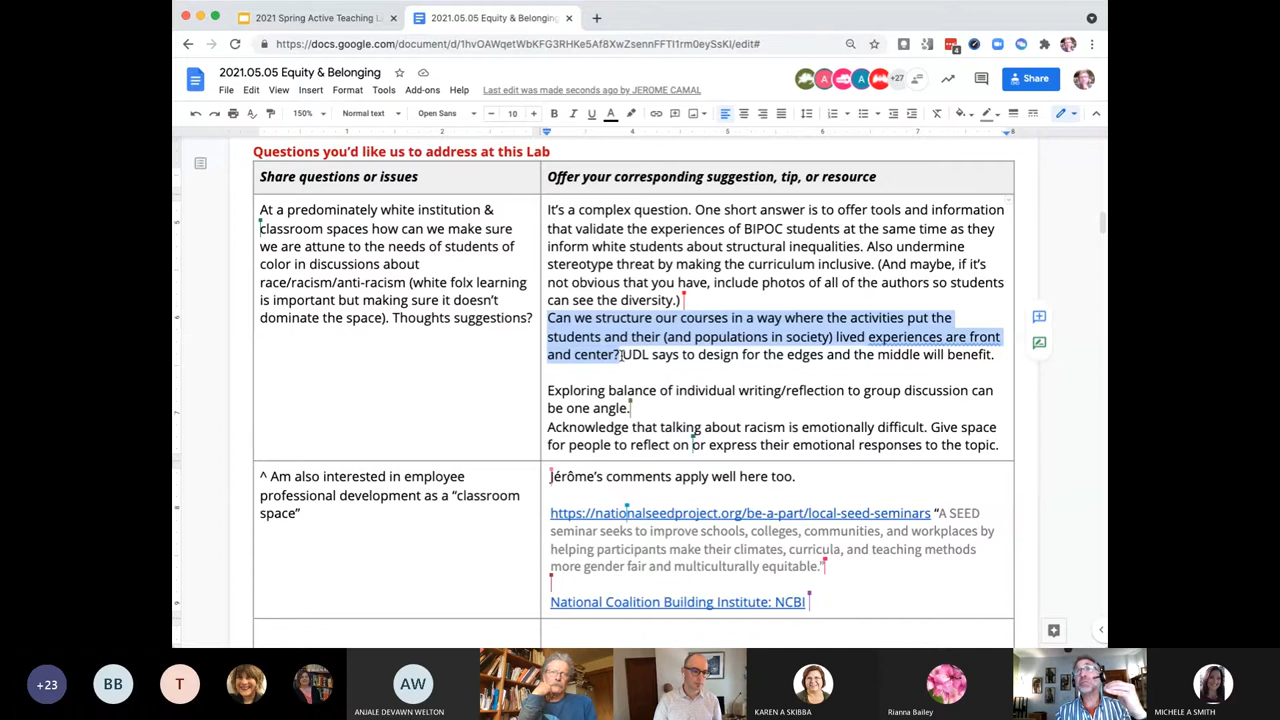 2021 Spring Active Teaching L
2021.05.05 Equity & Belonging
https://docs.google.com/document/d/1hvOAWqetWbKFG3RHKe5Af8XwZsennFFTI1rm0eySsKI/edit#
4
2021.05.05 Equity & Belonging
File Edit View Insert Format Tools Add-ons Help Last edit was made seconds ago by JEROME CAMAL
A A +27 Share
150% Normal text Open Sans 10 B I U A
1 2 3 4 5 6 7 8
Questions you'd like us to address at this Lab
Share questions or issues
Offer your corresponding suggestion, tip, or resource
At a predominately white institution &
classroom spaces how can we make sure
we are attune to the needs of students of
color in discussions about
race/racism/anti-racism (white folx learning
is important but making sure it doesn't
dominate the space). Thoughts suggestions?
It's a complex question. One short answer is to offer tools and information
that validate the experiences of BIPOC students at the same time as they
inform white students about structural inequalities. Also undermine
stereotype threat by making the curriculum inclusive. (And maybe, if it's
not obvious that you have, include photos of all of the authors so students
can see the diversity.)
Can we structure our courses in a way where the activities put the
students and their (and populations in society) lived experiences are front
and center? UDL says to design for the edges and the middle will benefit.
Exploring balance of individual writing/reflection to group discussion can
be one angle.
Acknowledge that talking about racism is emotionally difficult. Give space
for people to reflect on or express their emotional responses to the topic.
^ Am also interested in employee
professional development as a "classroom
space"
Jérôme's comments apply well here too.
https://nationalseedproject.org/be-a-part/local-seed-seminars "A SEED
seminar seeks to improve schools, colleges, communities, and workplaces by
helping participants make their climates, curricula, and teaching methods
more gender fair and multiculturally equitable."
National Coalition Building Institute: NCBI
+23 BB T AW
ANJALE DEVAWN WELTON
KAREN A SKIBBA
Rianna Bailey
MICHELE A SMITH